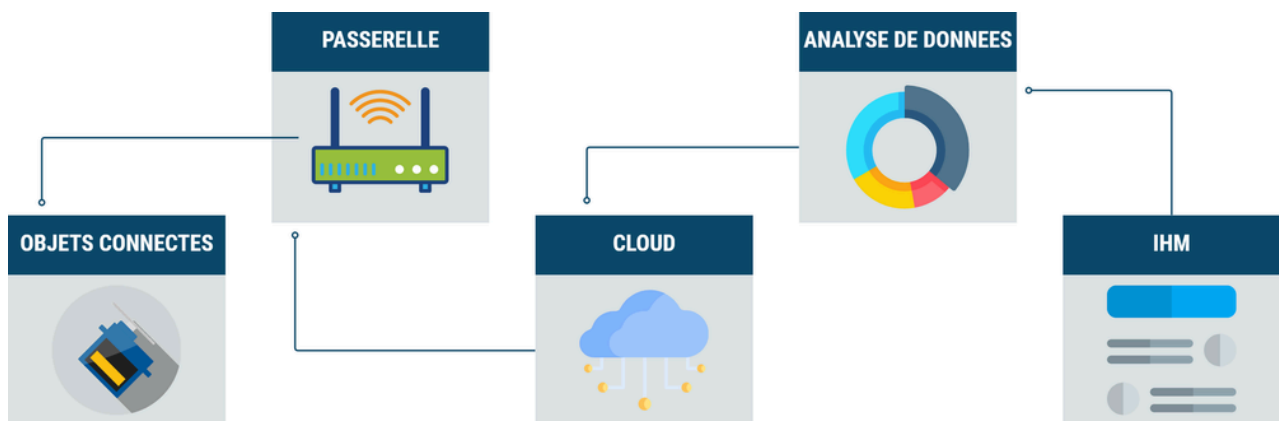 PASSERELLE
ANALYSE DE DONNEES
OBJETS CONNECTES
CLOUD
IHM